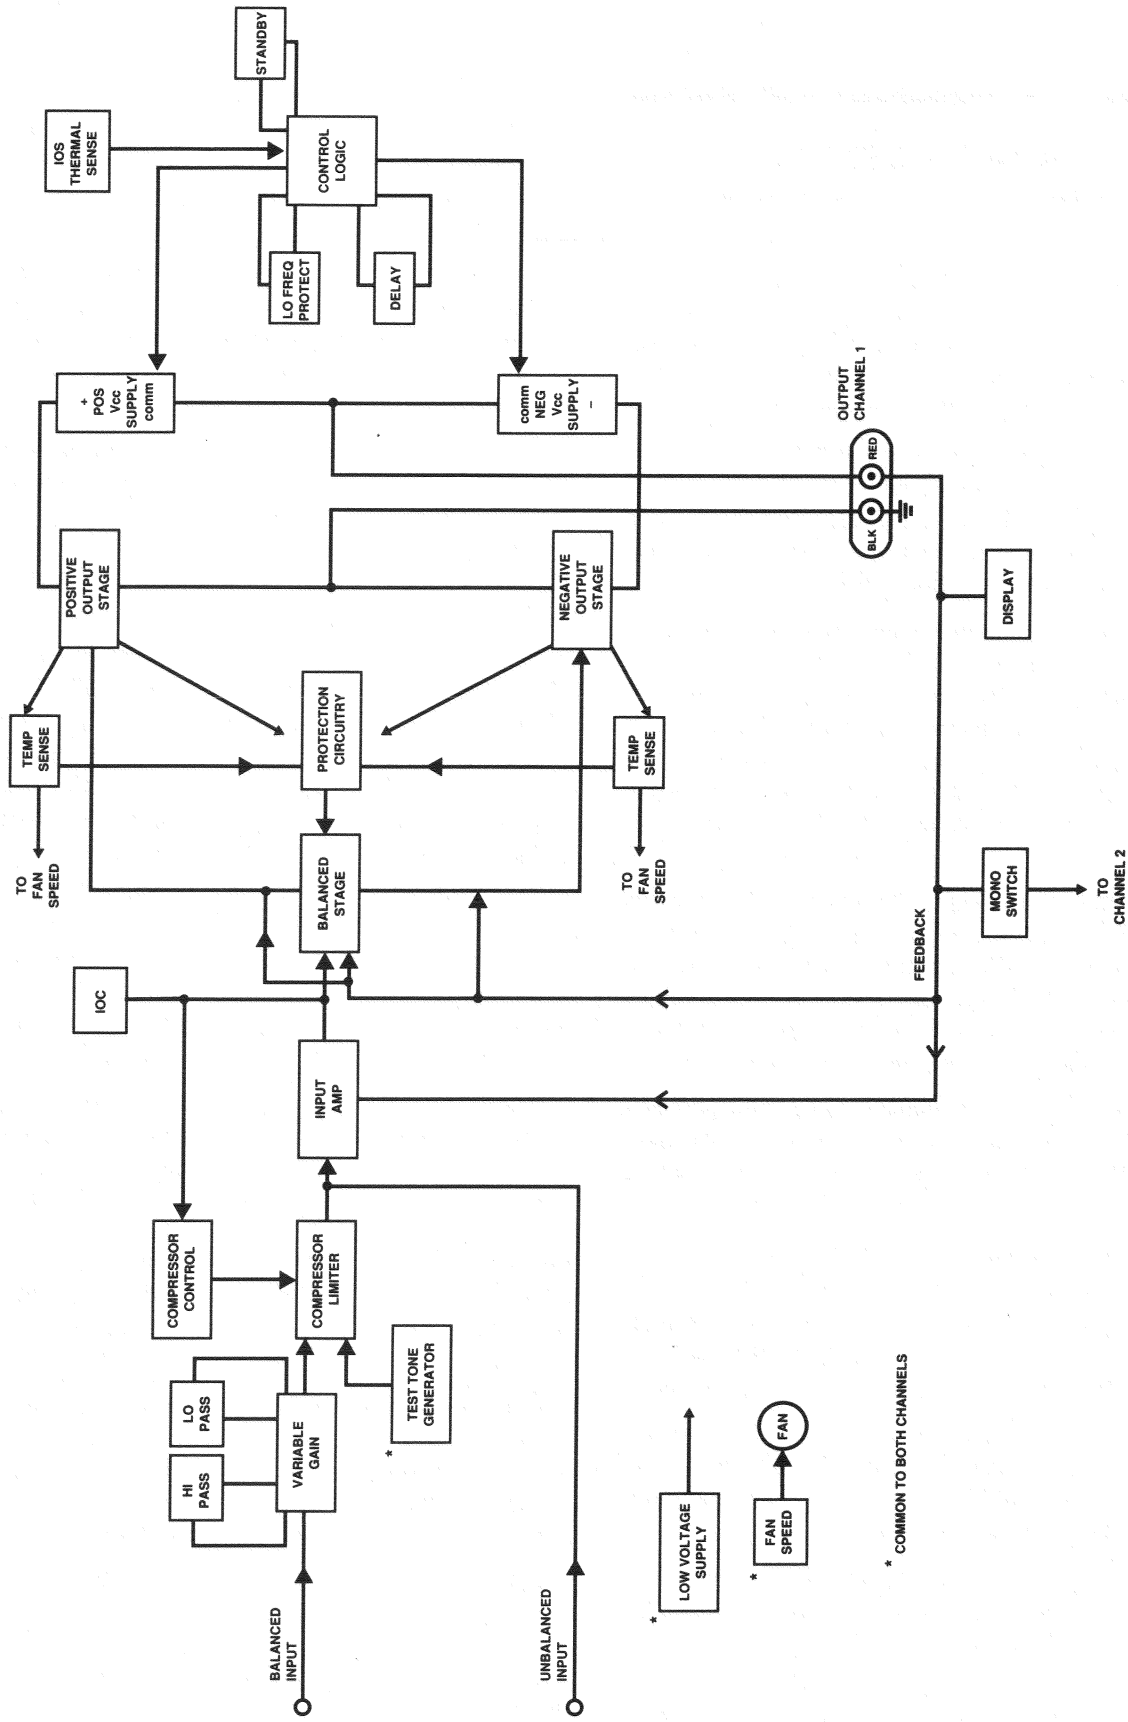 BALANCED
INPUT
UNBALANCED
INPUT
HI
PASS
LO
PASS
VARIABLE
GAIN
*
TEST TONE
GENERATOR
COMPRESSOR
CONTROL
COMPRESSOR
LIMITER
INPUT
AMP
IOC
BALANCED
STAGE
PROTECTION
CIRCUITRY
TO
FAN
SPEED
TEMP
SENSE
TO
FAN
SPEED
TEMP
SENSE
POSITIVE
OUTPUT
STAGE
NEGATIVE
OUTPUT
STAGE
+
POS
Vcc
SUPPLY
comm
comm
NEG
Vcc
SUPPLY
–
IOS
THERMAL
SENSE
STANDBY
CONTROL
LOGIC
LO FREQ
PROTECT
DELAY
OUTPUT
CHANNEL 1
BLK
RED
DISPLAY
FEEDBACK
MONO
SWITCH
TO
CHANNEL 2
*
LOW VOLTAGE
SUPPLY
*
FAN
SPEED
FAN
* COMMON TO BOTH CHANNELS